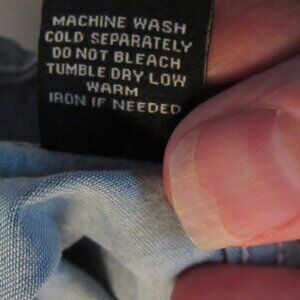 MACHINE WASH
COLD SEPARATELY
DO NOT BLEACH
TUMBLE DRY LOW
WARM
IRON IF NEEDED